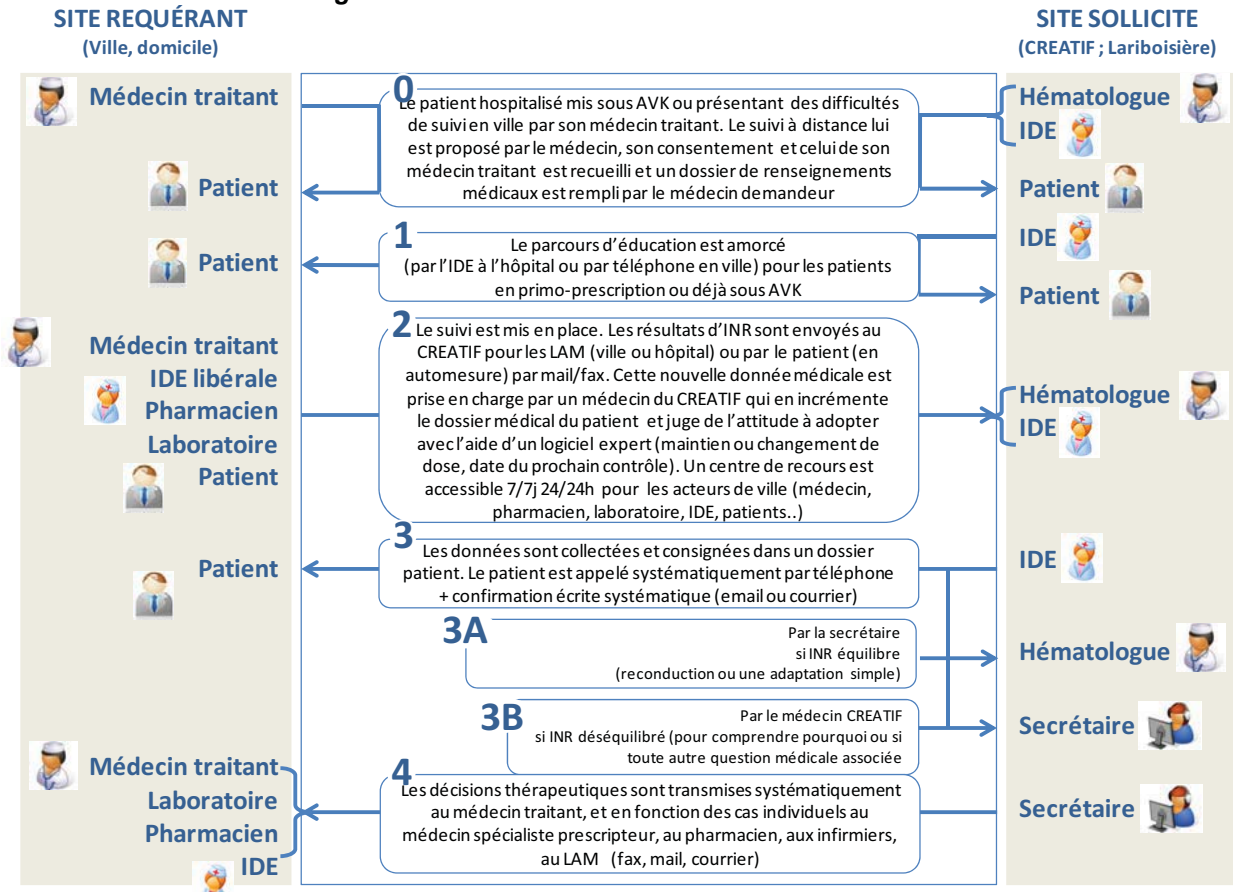 SITE REQUÉRANT
(Ville, domicile)
SITE SOLLICITE
(CREATIF ; Lariboisière)
Médecin traitant
Patient
0
Le patient hospitalisé mis sous AVK ou présentant des difficultés
de suivi en ville par son médecin traitant. Le suivi à distance lui
est proposé par le médecin, son consentement et celui de son
médecin traitant est recueilli et un dossier de renseignements
médicaux est rempli par le médecin demandeur
Hématologue
IDE
Patient
Patient
1
Le parcours d'éducation est amorcé
(par l'IDE à l'hôpital ou par téléphone en ville) pour les patients
en primo-prescription ou déjà sous AVK
IDE
Patient
Médecin traitant
IDE libérale
Pharmacien
Laboratoire
Patient
2
Le suivi est mis en place. Les résultats d'INR sont envoyés au
CREATIF pour les LAM (ville ou hôpital) ou par le patient (en
automesure) par mail/fax. Cette nouvelle donnée médicale est
prise en charge par un médecin du CREATIF qui en incrémente
le dossier médical du patient et juge de l'attitude à adopter
avec l'aide d'un logiciel expert (maintien ou changement de
dose, date du prochain contrôle). Un centre de recours est
accessible 7/7j 24/24h pour les acteurs de ville (médecin,
pharmacien, laboratoire, IDE, patients..)
Hématologue
IDE
Patient
3
Les données sont collectées et consignées dans un dossier
patient. Le patient est appelé systématiquement par téléphone
+ confirmation écrite systématique (email ou courrier)
IDE
3A
Par la secrétaire
si INR équilibre
(reconduction ou une adaptation simple)
Hématologue
3B
Par le médecin CREATIF
si INR déséquilibré (pour comprendre pourquoi ou si
toute autre question médicale associée
Secrétaire
Médecin traitant
Laboratoire
Pharmacien
IDE
4
Les décisions thérapeutiques sont transmises systématiquement
au médecin traitant, et en fonction des cas individuels au
médecin spécialiste prescripteur, au pharmacien, aux infirmiers,
au LAM (fax, mail, courrier)
Secrétaire